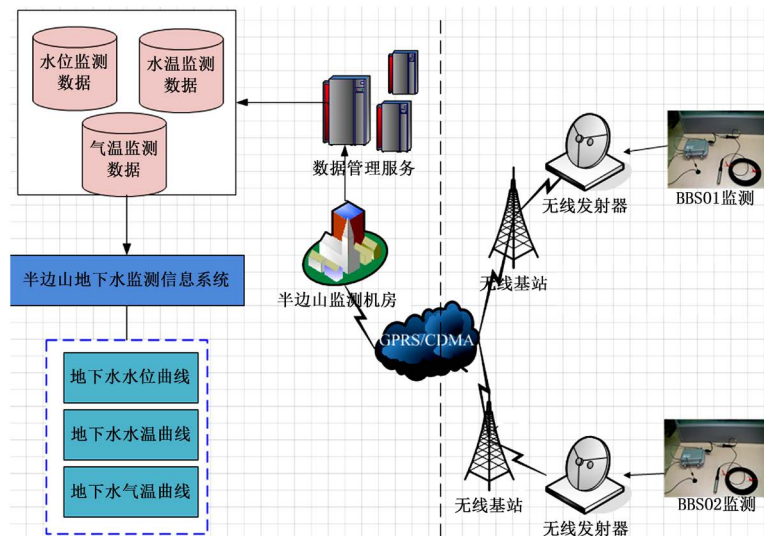 水位监测
数据
水温监测
数据
气温监测
数据
数据管理服务
半边山地下水监测信息系统
半边山监测机房
GPRS/CDMA
地下水水位曲线
地下水水温曲线
地下水气温曲线
无线发射器
BBS01监测
无线基站
无线基站
无线发射器
BBS02监测